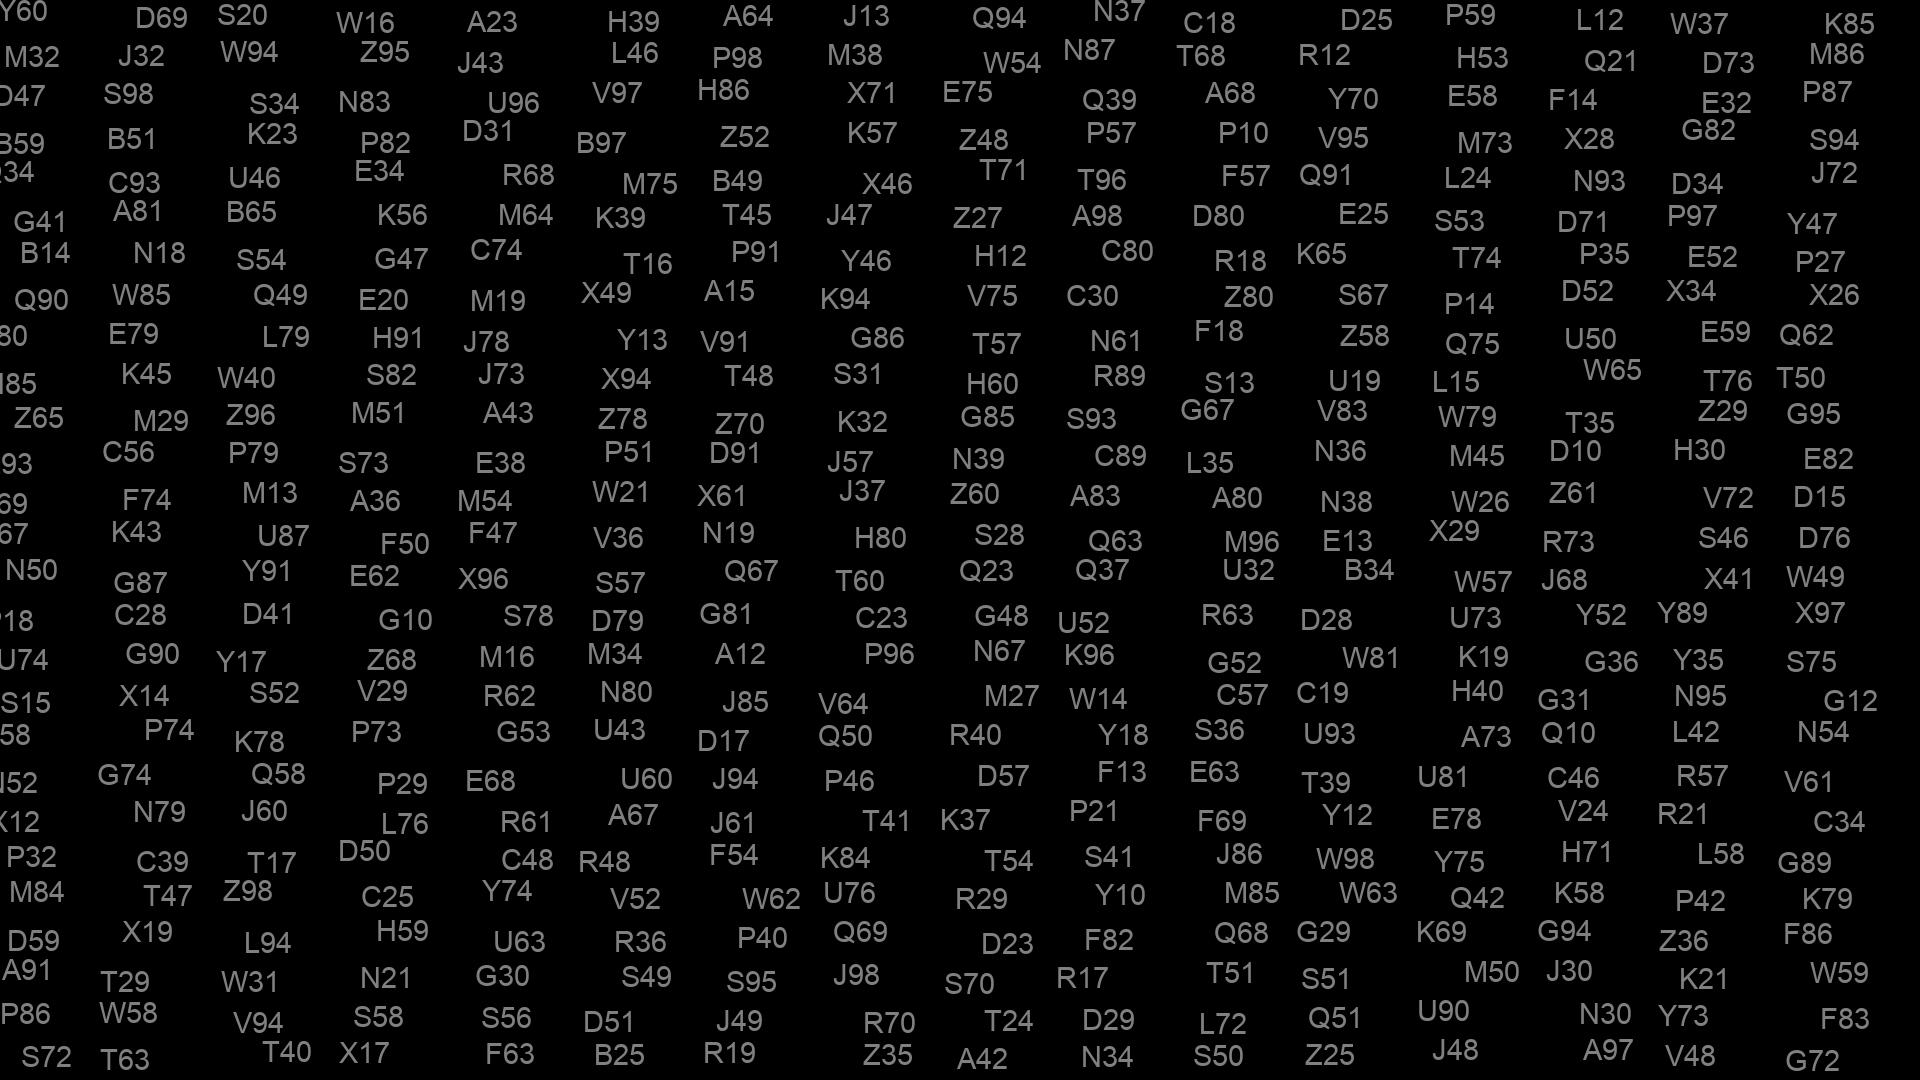 Y60 D69 S20 W16 A23 H39 A64 J13 Q94 N37 C18 D25 P59 L12 W37 K85
M32 J32 W94 Z95 J43 L46 P98 M38 W54 N87 T68 R12 H53 Q21 D73 M86
D47 S98 S34 N83 U96 V97 H86 X71 E75 Q39 A68 Y70 E58 F14 E32 P87
B59 B51 K23 P82 D31 B97 Z52 K57 Z48 P57 P10 V95 M73 X28 G82 S94
34 C93 U46 E34 R68 M75 B49 X46 T71 T96 F57 Q91 L24 N93 D34 J72
G41 A81 B65 K56 M64 K39 T45 J47 Z27 A98 D80 E25 S53 D71 P97 Y47
B14 N18 S54 G47 C74 T16 P91 Y46 H12 C80 R18 K65 T74 P35 E52 P27
Q90 W85 Q49 E20 M19 X49 A15 K94 V75 C30 Z80 S67 P14 D52 X34 X26
80 E79 L79 H91 J78 Y13 V91 G86 T57 N61 F18 Z58 Q75 U50 E59 Q62
85 K45 W40 S82 J73 X94 T48 S31 H60 R89 S13 U19 L15 W65 T76 T50
Z65 M29 Z96 M51 A43 Z78 Z70 K32 G85 S93 G67 V83 W79 T35 Z29 G95
93 C56 P79 S73 E38 P51 D91 J57 N39 C89 L35 N36 M45 D10 H30 E82
69 F74 M13 A36 M54 W21 X61 J37 Z60 A83 A80 N38 W26 Z61 V72 D15
67 K43 U87 F50 F47 V36 N19 H80 S28 Q63 M96 E13 X29 R73 S46 D76
N50 G87 Y91 E62 X96 S57 Q67 T60 Q23 Q37 U32 B34 W57 J68 X41 W49
18 C28 D41 G10 S78 D79 G81 C23 G48 U52 R63 D28 U73 Y52 Y89 X97
U74 G90 Y17 Z68 M16 M34 A12 P96 N67 K96 G52 W81 K19 G36 Y35 S75
S15 X14 S52 V29 R62 N80 J85 V64 M27 W14 C57 C19 H40 G31 N95 G12
58 P74 K78 P73 G53 U43 D17 Q50 R40 Y18 S36 U93 A73 Q10 L42 N54
52 G74 Q58 P29 E68 U60 J94 P46 D57 F13 E63 T39 U81 C46 R57 V61
X12 N79 J60 L76 R61 A67 J61 T41 K37 P21 F69 Y12 E78 V24 R21 C34
P32 C39 T17 D50 C48 R48 F54 K84 T54 S41 J86 W98 Y75 H71 L58 G89
M84 T47 Z98 C25 Y74 V52 W62 U76 R29 Y10 M85 W63 Q42 K58 P42 K79
D59 X19 L94 H59 U63 R36 P40 Q69 D23 F82 Q68 G29 K69 G94 Z36 F86
A91 T29 W31 N21 G30 S49 S95 J98 S70 R17 T51 S51 M50 J30 K21 W59
P86 W58 V94 S58 S56 D51 J49 R70 T24 D29 L72 Q51 U90 N30 Y73 F83
S72 T63 T40 X17 F63 B25 R19 Z35 A42 N34 S50 Z25 J48 A97 V48 G72